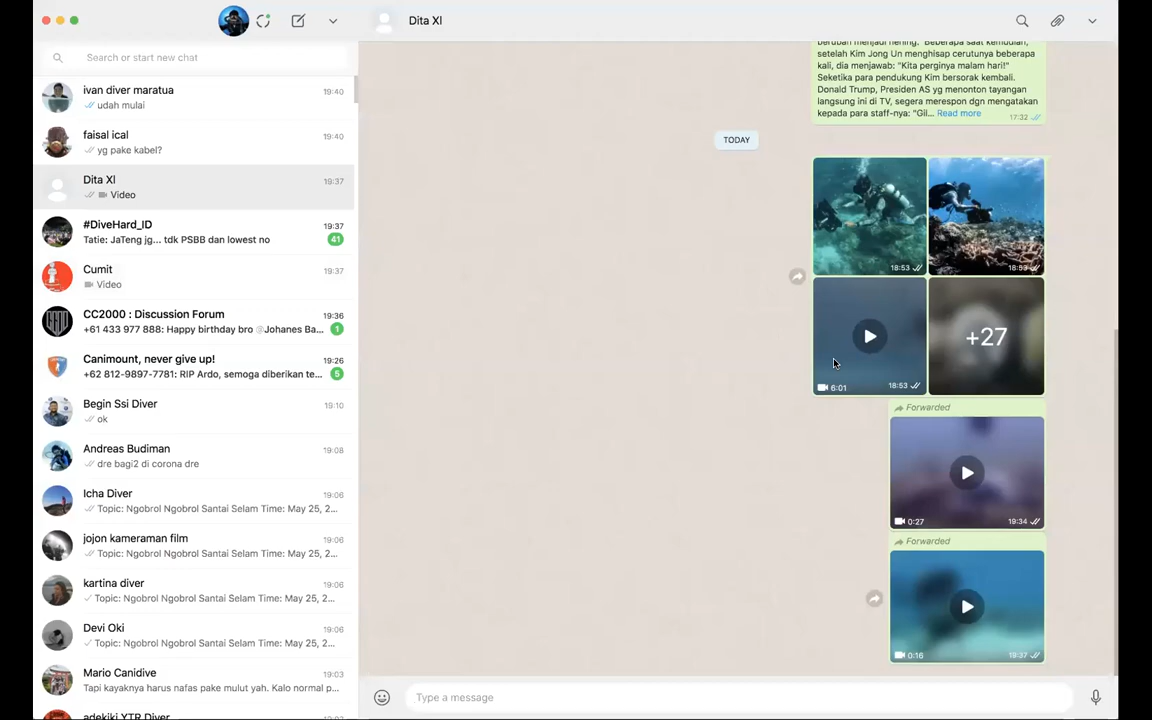 Dita Xl
Search or start new chat
ivan diver maratua
19:40
udah mulai
faisal ical
19:40
yg pake kabel?
Dita Xl
19:37
Video
#DiveHard_ID
19:37
Tatie: JaTeng jg... tdk PSBB dan lowest no
41
Cumit
19:37
Video
CC2000 : Discussion Forum
19:36
+61 433 977 888: Happy birthday bro @Johanes Ba...
1
Canimount, never give up!
19:26
+62 812-9897-7781: RIP Ardo, semoga diberikan te...
5
Begin Ssi Diver
19:10
ok
Andreas Budiman
19:08
dre bagi2 di corona dre
Icha Diver
19:06
Topic: Ngobrol Ngobrol Santai Selam Time: May 25, 2...
jojon kameraman film
19:06
Topic: Ngobrol Ngobrol Santai Selam Time: May 25, 2...
kartina diver
19:06
Topic: Ngobrol Ngobrol Santai Selam Time: May 25, 2...
Devi Oki
19:06
Topic: Ngobrol Ngobrol Santai Selam Time: May 25, 2...
Mario Canidive
19:03
Tapi kayaknya harus nafas pake mulut yah. Kalo normal p...
adekiki YTR Diver
berubah menjadi hening. Beberapa saat kemudian,
setelah Kim Jong Un menghisap cerutunya beberapa
kali, dia menjawab: "Kita perginya malam hari!"
Seketika para pendukung Kim bersorak kembali.
Donald Trump, Presiden AS yg menonton tayangan
langsung ini di TV, segera merespon dgn mengatakan
kepada para staff-nya: "Gil... Read more
17:32
TODAY
18:53
18:53
6:01
18:53
+27
Forwarded
0:27
19:34
Forwarded
0:16
19:37
Type a message